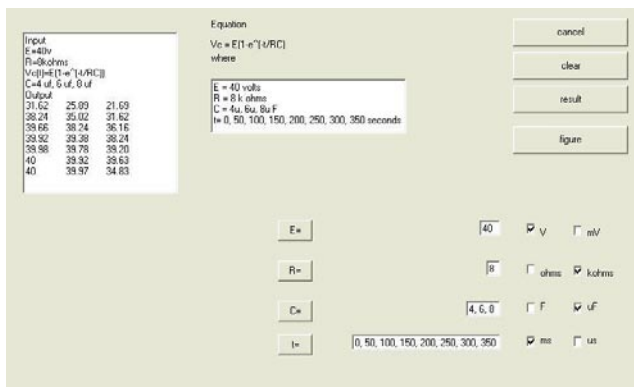 Input
E=40v
R=8kohms
Vc(t)=E(1-e^(-t/RC))
C=4 uf, 6 uf, 8 uf
Output
31.62 25.89 21.69
38.24 35.02 31.62
39.66 38.24 36.16
39.92 39.38 38.24
39.98 39.78 39.20
40 39.92 39.63
40 39.97 34.83
Equation
Vc = E(1-e^(-t/RC)
where
E = 40 volts
R = 8 k ohms
C = 4u, 6u, 8u F
t= 0, 50, 100, 150, 200, 250, 300, 350 seconds
cancel
clear
result
figure
E= 40 V mV
R= 8 ohms kohms
C= 4, 6, 8 F uF
t= 0, 50, 100, 150, 200, 250, 300, 350 ms us